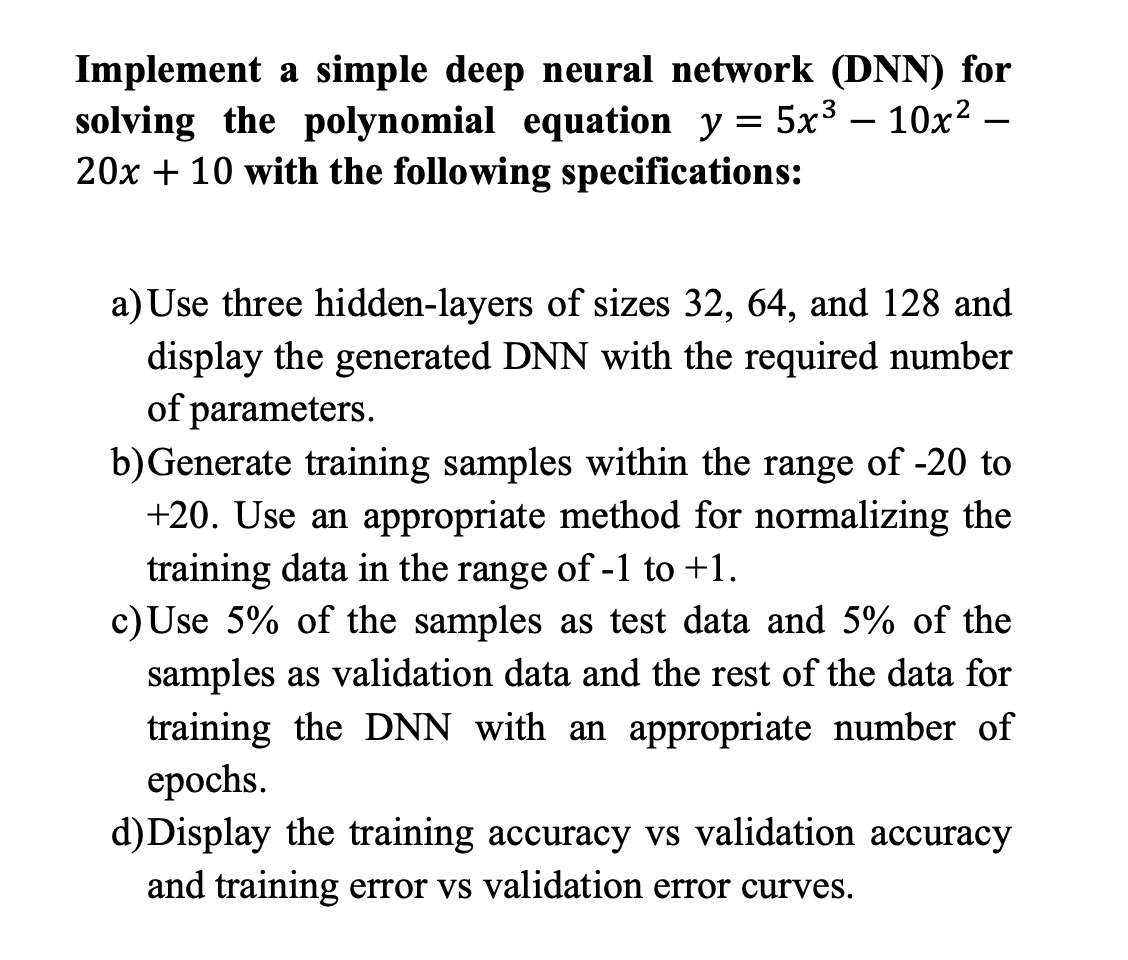 Implement a simple deep neural network (DNN) for
solving the polynomial equation y = 5x³ − 10x² −
20x + 10 with the following specifications:
a)Use three hidden-layers of sizes 32, 64, and 128 and
display the generated DNN with the required number
of parameters.
b)Generate training samples within the range of -20 to
+20. Use an appropriate method for normalizing the
training data in the range of -1 to +1.
c)Use 5% of the samples as test data and 5% of the
samples as validation data and the rest of the data for
training the DNN with an appropriate number of
epochs.
d)Display the training accuracy vs validation accuracy
and training error vs validation error curves.